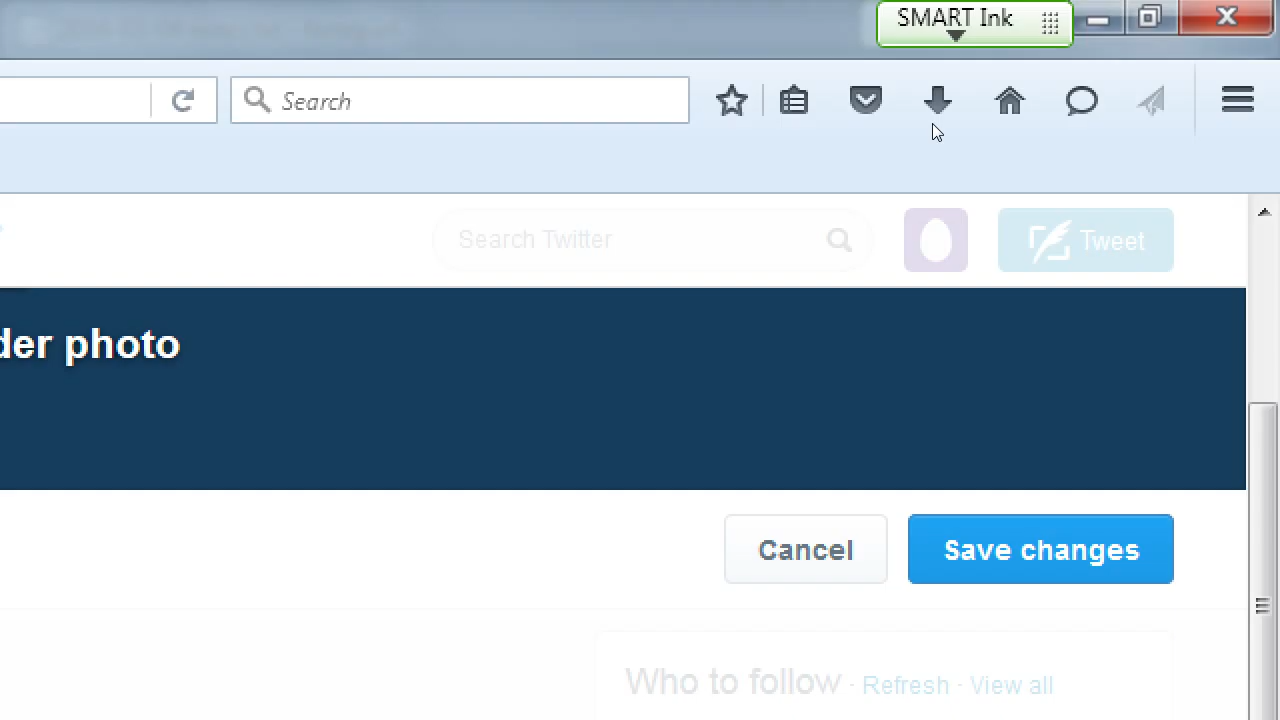 SMART Ink
Search
Search Twitter
Tweet
der photo
Cancel
Save changes
Who to follow · Refresh · View all